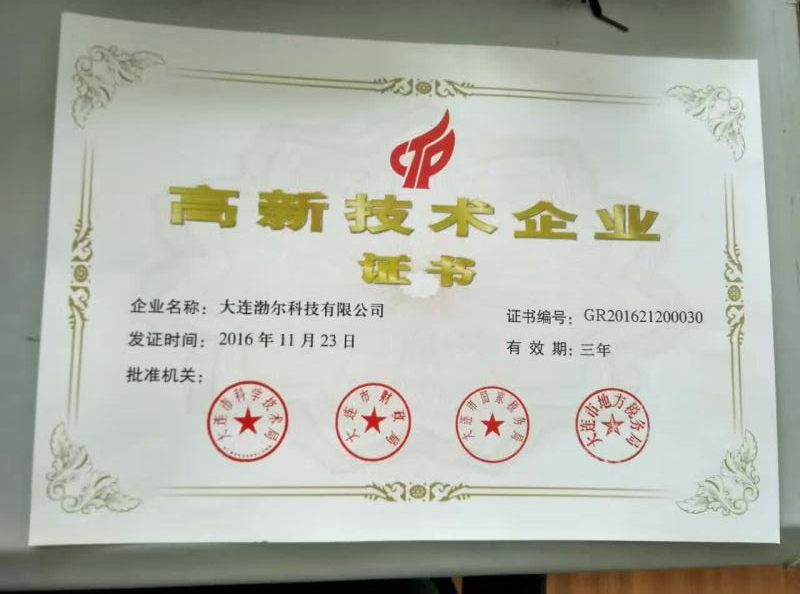 CTP
高新技术企业
证书
企业名称：大连渤尔科技有限公司
证书编号：GR201621200030
发证时间：2016年11月23日
有效期：三年
批准机关：
大连市科学技术局
大连市财政局
大连市国家税务局
大连市地方税务局